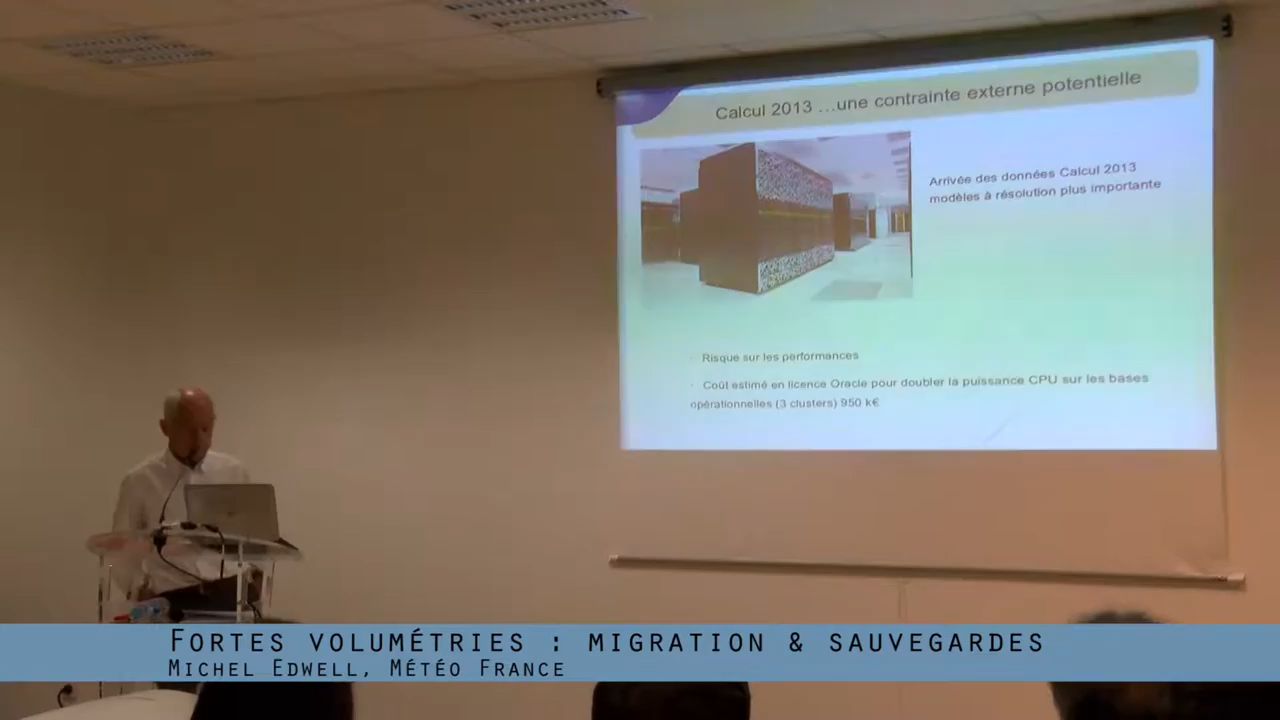 Calcul 2013 ...une contrainte externe potentielle
Arrivée des données Calcul 2013
modèles à résolution plus importante
- Risque sur les performances
- Coût estimé en licence Oracle pour doubler la puissance CPU sur les bases
opérationnelles (3 clusters) 950 k€
FORTES VOLUMÉTRIES : MIGRATION & SAUVEGARDES
MICHEL EDWELL, MÉTÉO FRANCE